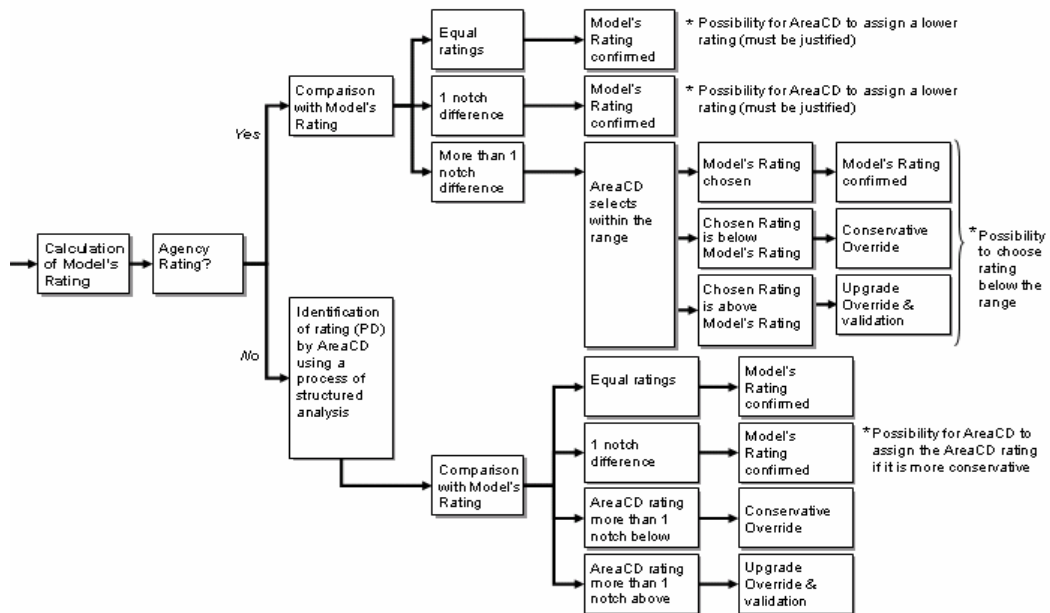 Equal
ratings
Model's
Rating
confirmed
* Possibility for AreaCD to assign a lower
rating (must be justified)
Comparison
with Model's
Rating
1 notch
difference
Model's
Rating
confirmed
* Possibility for AreaCD to assign a lower
rating (must be justified)
Yes
More than 1
notch
difference
AreaCD
selects
within the
range
Model's Rating
chosen
Model's Rating
confirmed
Chosen Rating
is below
Model's Rating
Conservative
Override
Chosen Rating
is above
Model's Rating
Upgrade
Override &
validation
* Possibility
to choose
rating
below the
range
Calculation
of Model's
Rating
Agency
Rating?
No
Identification
of rating (PD)
by AreaCD
using a
process of
structured
analysis
Comparison
with Model's
Rating
Equal ratings
Model's
Rating
confirmed
1 notch
difference
Model's
Rating
confirmed
* Possibility for AreaCD to
assign the AreaCD rating
if it is more conservative
AreaCD rating
more than 1
notch below
Conservative
Override
AreaCD rating
more than 1
notch above
Upgrade
Override &
validation